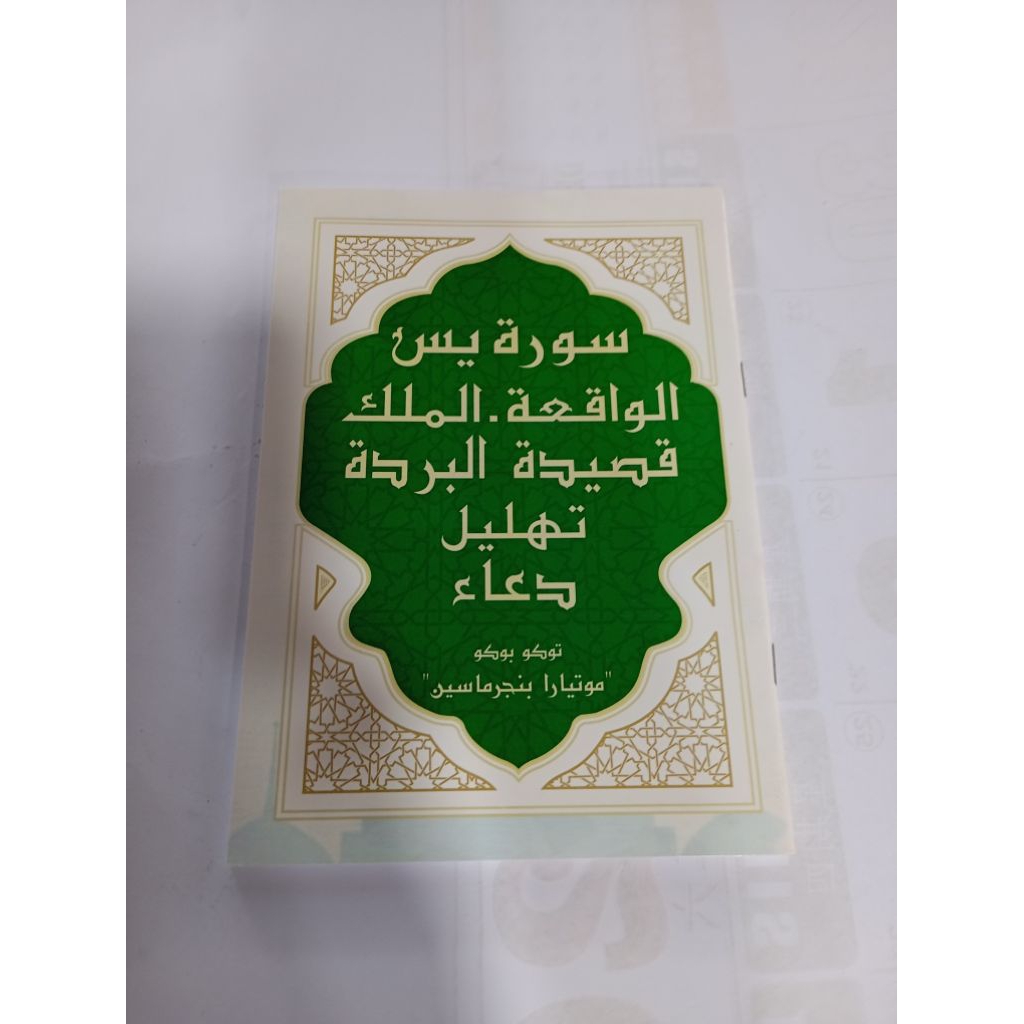 سورة يس
الواقعة. الملك
قصيدة البردة
تهليل
دعاء
توكو بوكو
"موتيارا بنجرماسين"